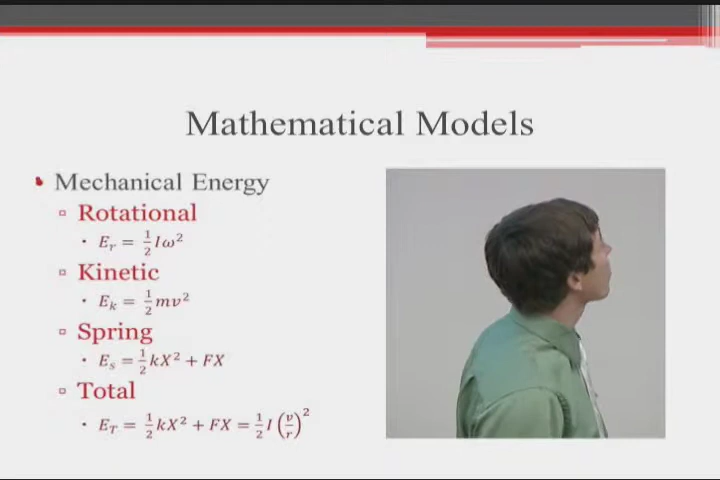 Mathematical Models
Mechanical Energy
Rotational
E_r = 1/2 Iω²
Kinetic
E_k = 1/2 mv²
Spring
E_s = 1/2 kX² + FX
Total
E_T = 1/2 kX² + FX = 1/2 I (v/r)²